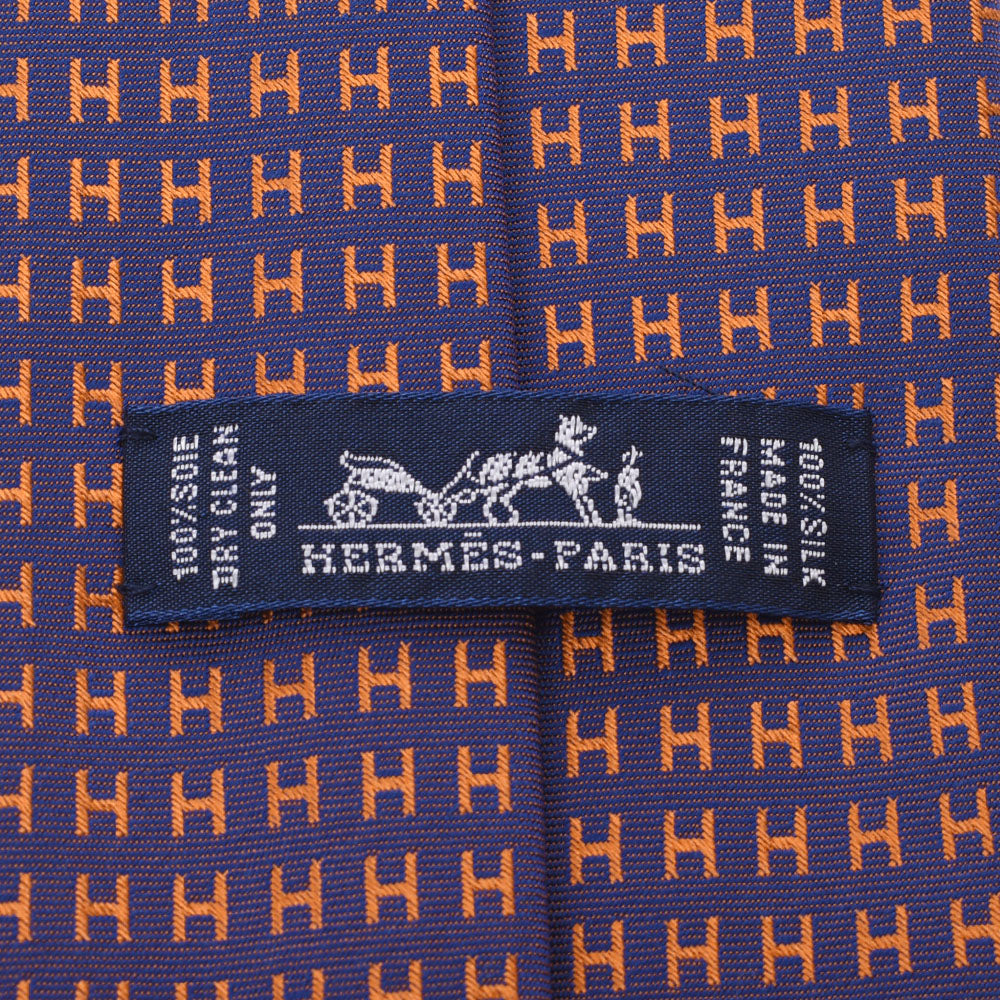 100%SOIE
DRY CLEAN
ONLY
HERMÈS-PARIS
100%SILK
MADE IN
FRANCE